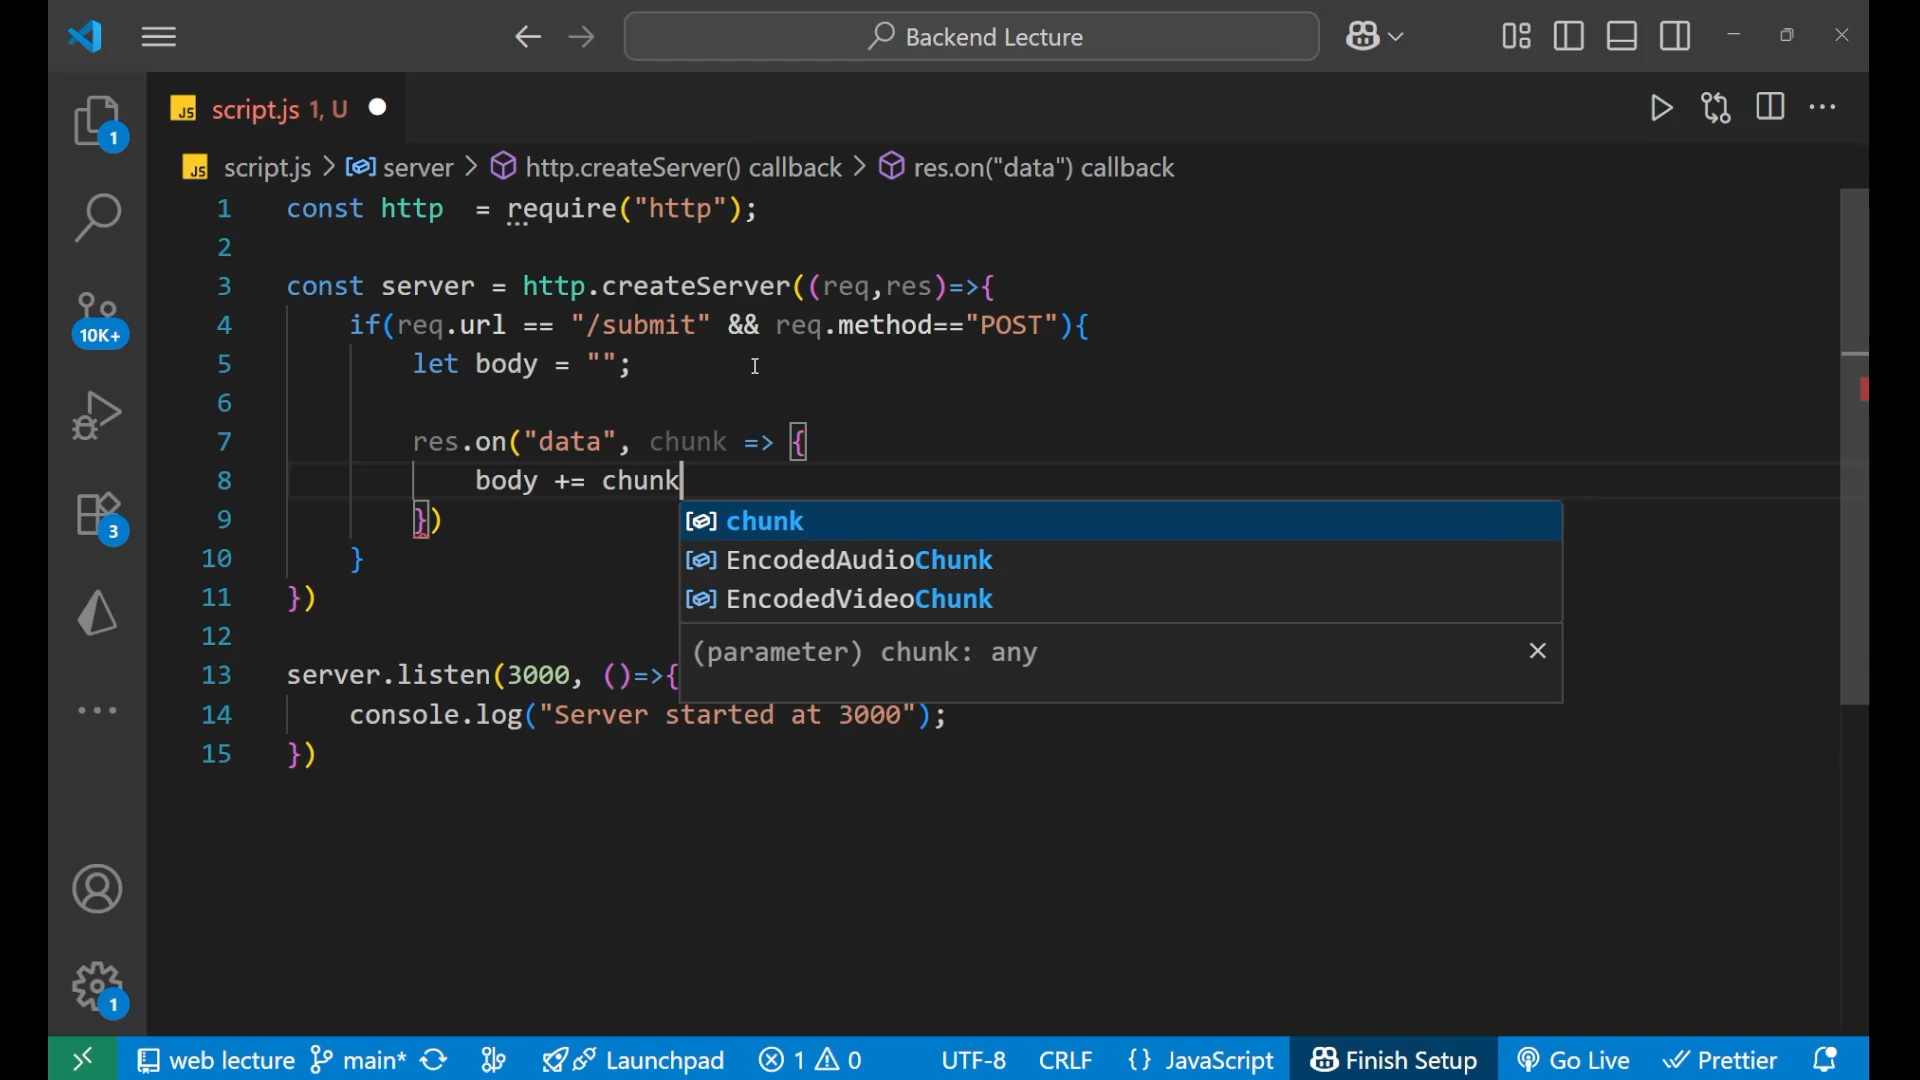 Backend Lecture
script.js 1, U
script.js > server > http.createServer() callback > res.on("data") callback
1 const http  = require("http");
2
3 const server = http.createServer((req,res)=>{
4 if(req.url == "/submit" && req.method=="POST"){
5 let body = "";
6
7 res.on("data", chunk => {
8 body += chunk
9 })
10 }
11 })
12
13 server.listen(3000, ()=>{
14 console.log("Server started at 3000");
15 })
chunk
EncodedAudioChunk
EncodedVideoChunk
(parameter) chunk: any
1
10K+
3
1
web lecture main* Launchpad 1 0 UTF-8 CRLF {} JavaScript Finish Setup Go Live Prettier